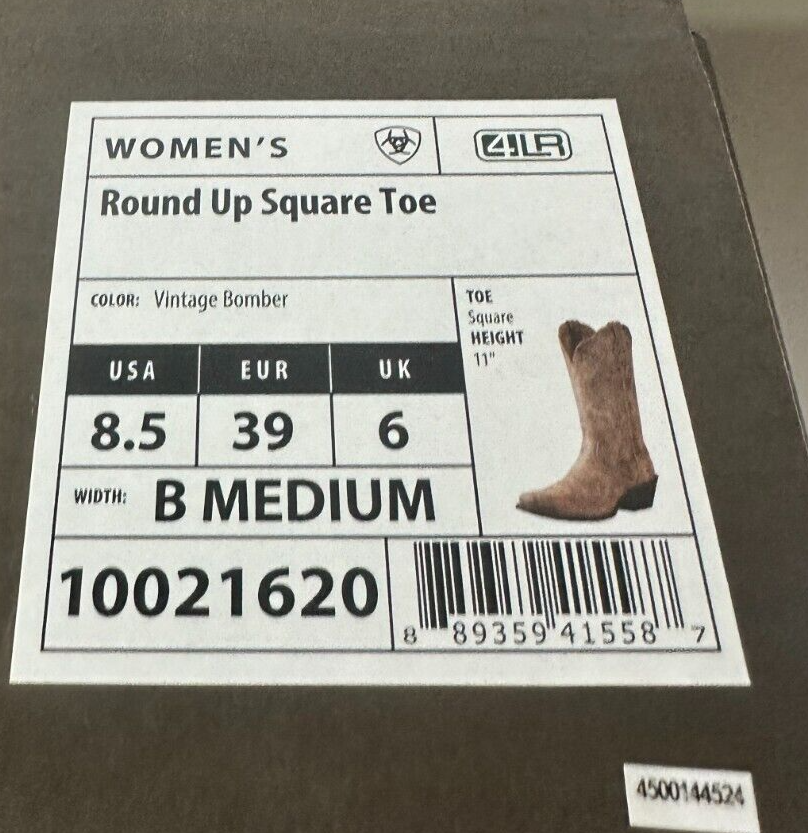 WOMEN'S
4LR
Round Up Square Toe
COLOR: Vintage Bomber
TOE
Square
HEIGHT
11"
USA EUR UK
8.5 39 6
WIDTH: B MEDIUM
10021620
8 89359 41558 7
4500144524